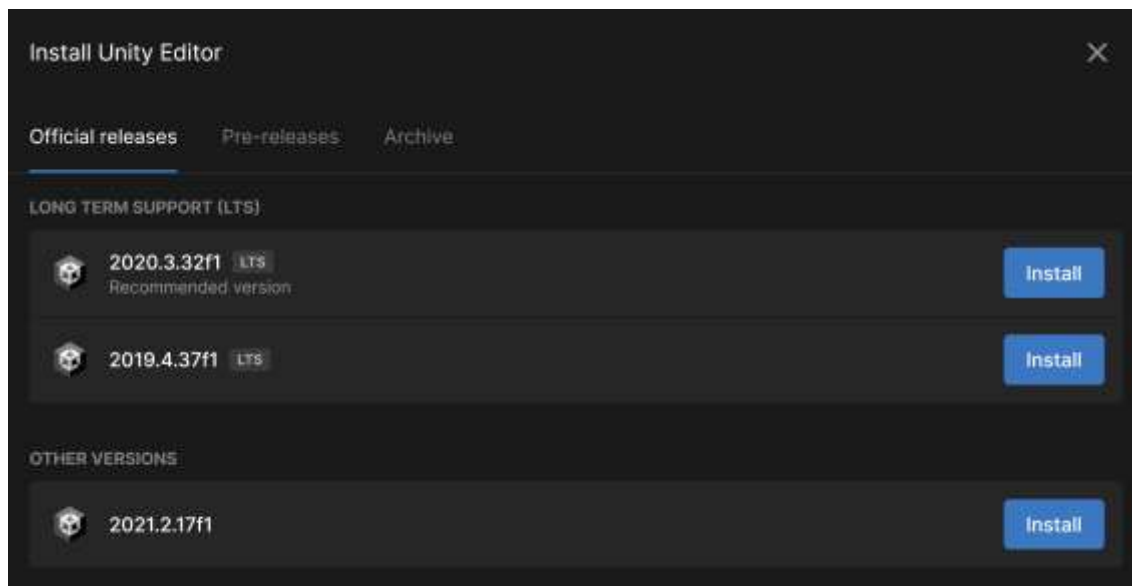 Install Unity Editor
Official releases Pre-releases Archive
LONG TERM SUPPORT (LTS)
2020.3.32f1 LTS
Recommended version
Install
2019.4.37f1 LTS
Install
OTHER VERSIONS
2021.2.17f1
Install